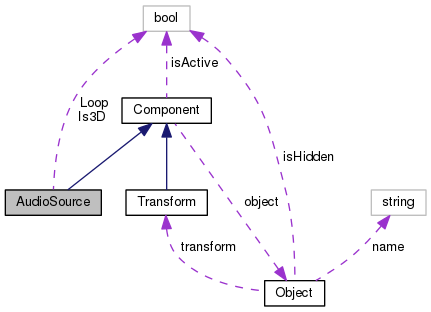 bool
isActive
Loop
Is3D
Component
isHidden
AudioSource
Transform
object
string
transform
name
Object